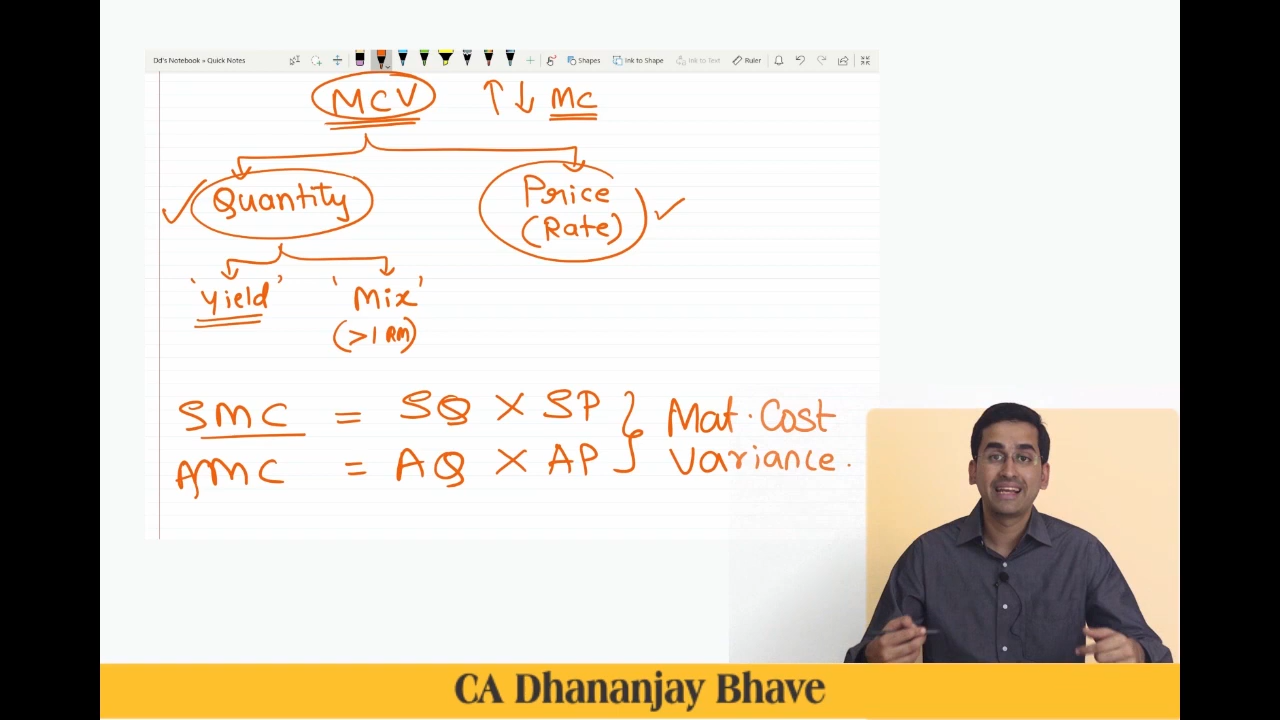 Dd's Notebook » Quick Notes
Shapes Ink to Shape Ink to Text Ruler
MCV ↑ ↓ MC
Quantity Price
(Rate)
'Yield' 'Mix'
(>1 RM)
SMC = SQ × SP } Mat. Cost
AMC = AQ × AP Variance.
CA Dhananjay Bhave